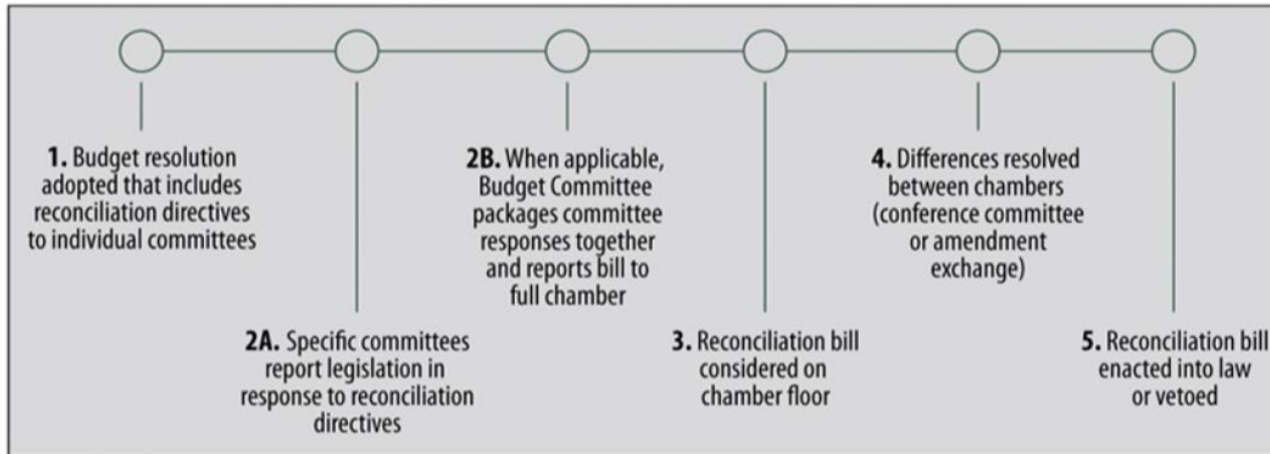 1. Budget resolution
adopted that includes
reconciliation directives
to individual committees
2A. Specific committees
report legislation in
response to reconciliation
directives
2B. When applicable,
Budget Committee
packages committee
responses together
and reports bill to
full chamber
3. Reconciliation bill
considered on
chamber floor
4. Differences resolved
between chambers
(conference committee
or amendment
exchange)
5. Reconciliation bill
enacted into law
or vetoed